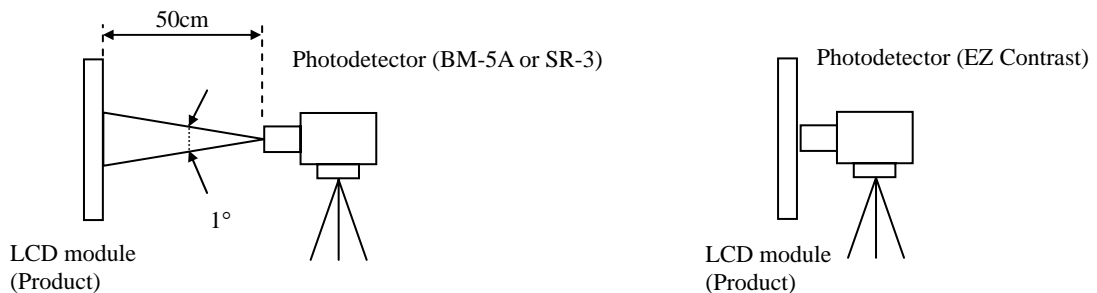 50cm
Photodetector (BM-5A or SR-3)
1°
LCD module
(Product)
Photodetector (EZ Contrast)
LCD module
(Product)